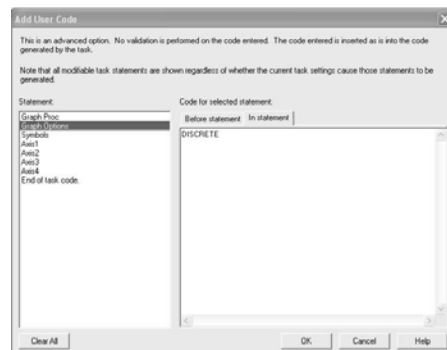 Add User Code
This is an advanced option. No validation is performed on the code entered. The code entered is inserted as is into the code
generated by the task.
Note that all modifiable task statements are shown regardless of whether the current task settings cause those statements to be
generated.
Statement:
Code for selected statement:
Graph Proc
Graph Options
Symbols
Axis1
Axis2
Axis3
Axis4
End of task code.
Before statement
In statement
DISCRETE
Clear All
OK
Cancel
Help